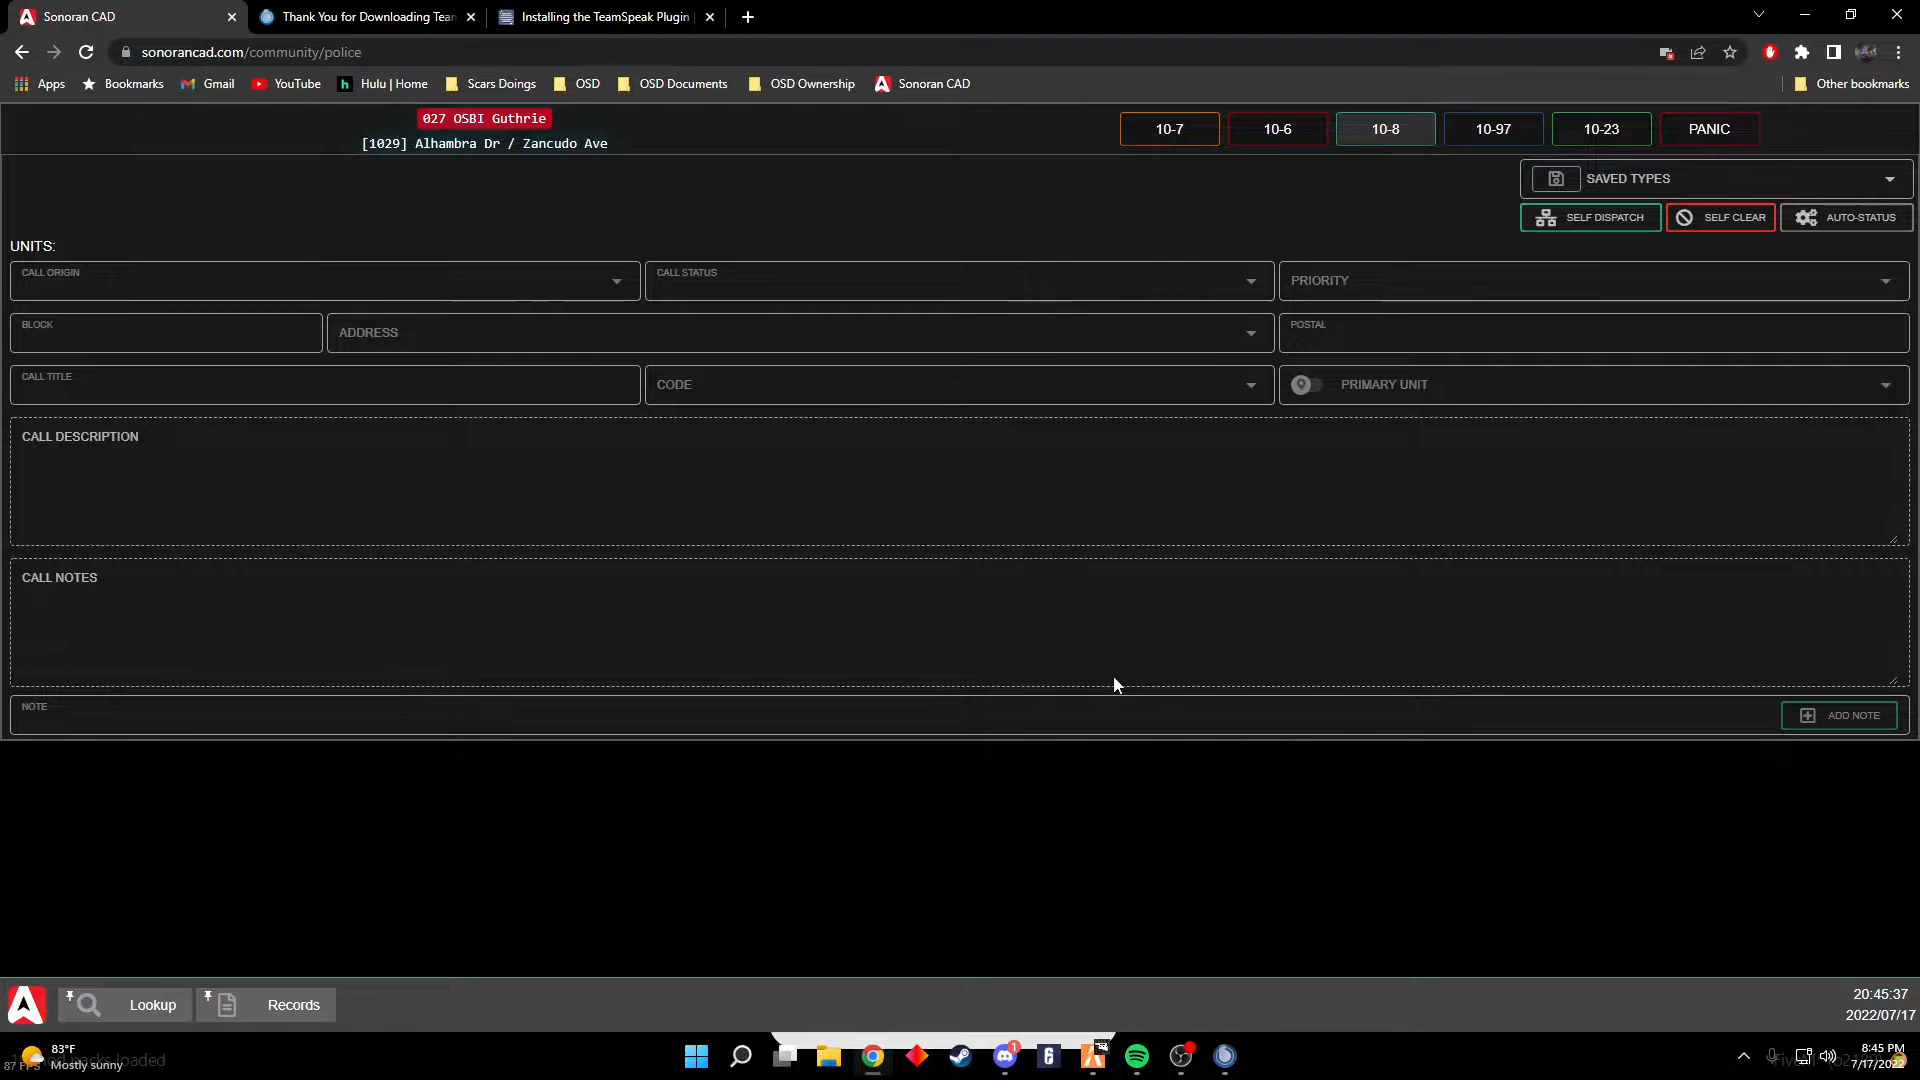 Sonoran CAD
Thank You for Downloading Tean
Installing the TeamSpeak Plugin
sonorancad.com/community/police
Apps
Bookmarks
Gmail
YouTube
Hulu | Home
Scars Doings
OSD
OSD Documents
OSD Ownership
Sonoran CAD
Other bookmarks
027 OSBI Guthrie
[1029] Alhambra Dr / Zancudo Ave
10-7
10-6
10-8
10-97
10-23
PANIC
SAVED TYPES
SELF DISPATCH
SELF CLEAR
AUTO-STATUS
UNITS:
CALL ORIGIN
CALL STATUS
PRIORITY
BLOCK
ADDRESS
POSTAL
CALL TITLE
CODE
PRIMARY UNIT
CALL DESCRIPTION
CALL NOTES
NOTE
ADD NOTE
Lookup
Records
20:45:37
2022/07/17
83°F
Mostly sunny
packs loaded
87 FPS
1
8:45 PM
7/17/2022